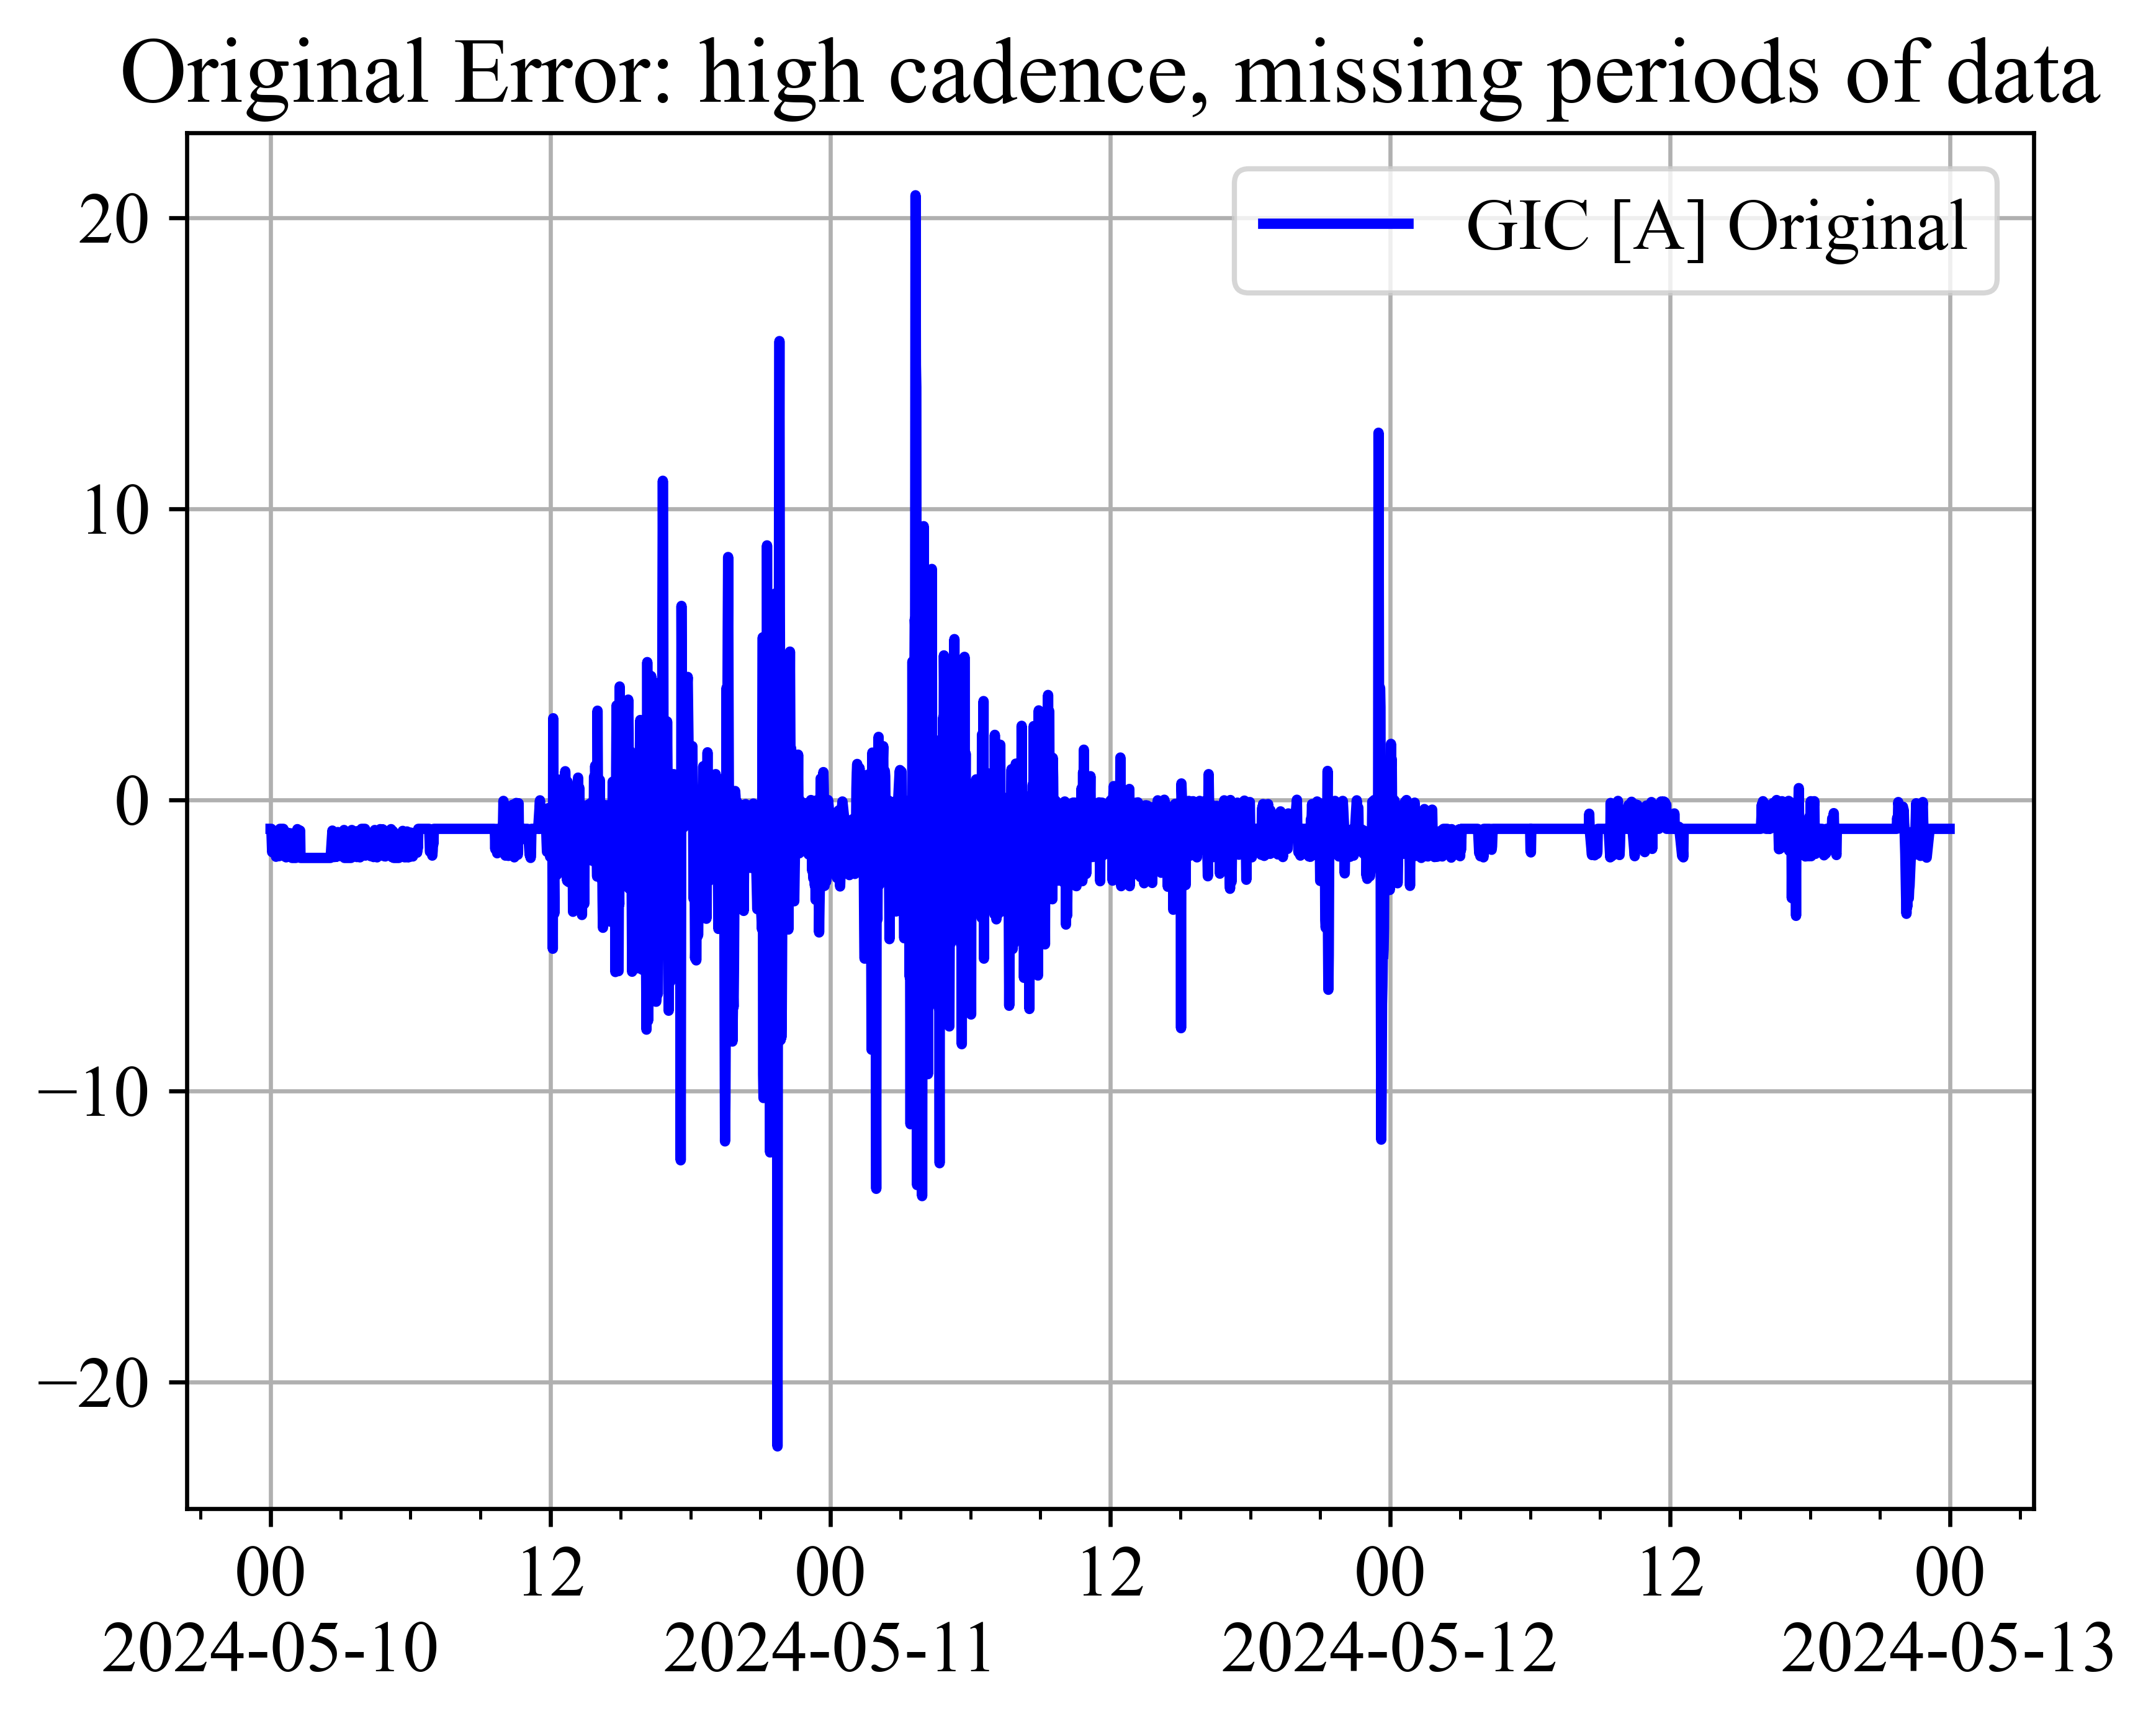 Original Error: high cadence, missing periods of data
GIC [A] Original
20
10
0
−10
−20
00 12 00 12 00 12 00
2024-05-10 2024-05-11 2024-05-12 2024-05-13